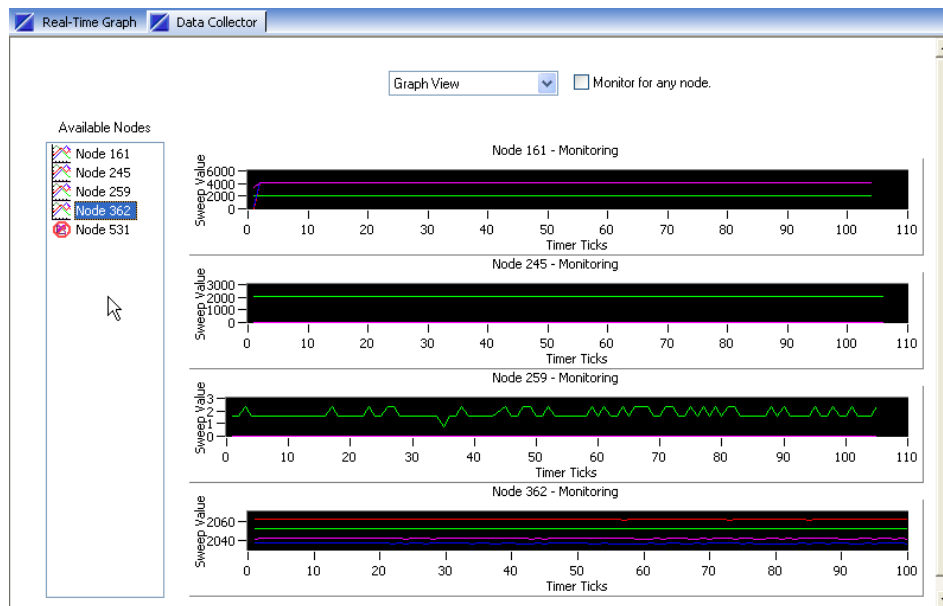 Real-Time Graph Data Collector
Graph View Monitor for any node.
Available Nodes
Node 161
Node 245
Node 259
Node 362
Node 531
Node 161 - Monitoring
Sweep Value
6000
4000
2000
0
0 10 20 30 40 50 60 70 80 90 100 110
Timer Ticks
Node 245 - Monitoring
Sweep Value
3000
2000
1000
0
0 10 20 30 40 50 60 70 80 90 100 110
Timer Ticks
Node 259 - Monitoring
Sweep Value
3
2
1
0
0 10 20 30 40 50 60 70 80 90 100 110
Timer Ticks
Node 362 - Monitoring
Sweep Value
2060
2040
0 10 20 30 40 50 60 70 80 90 100
Timer Ticks